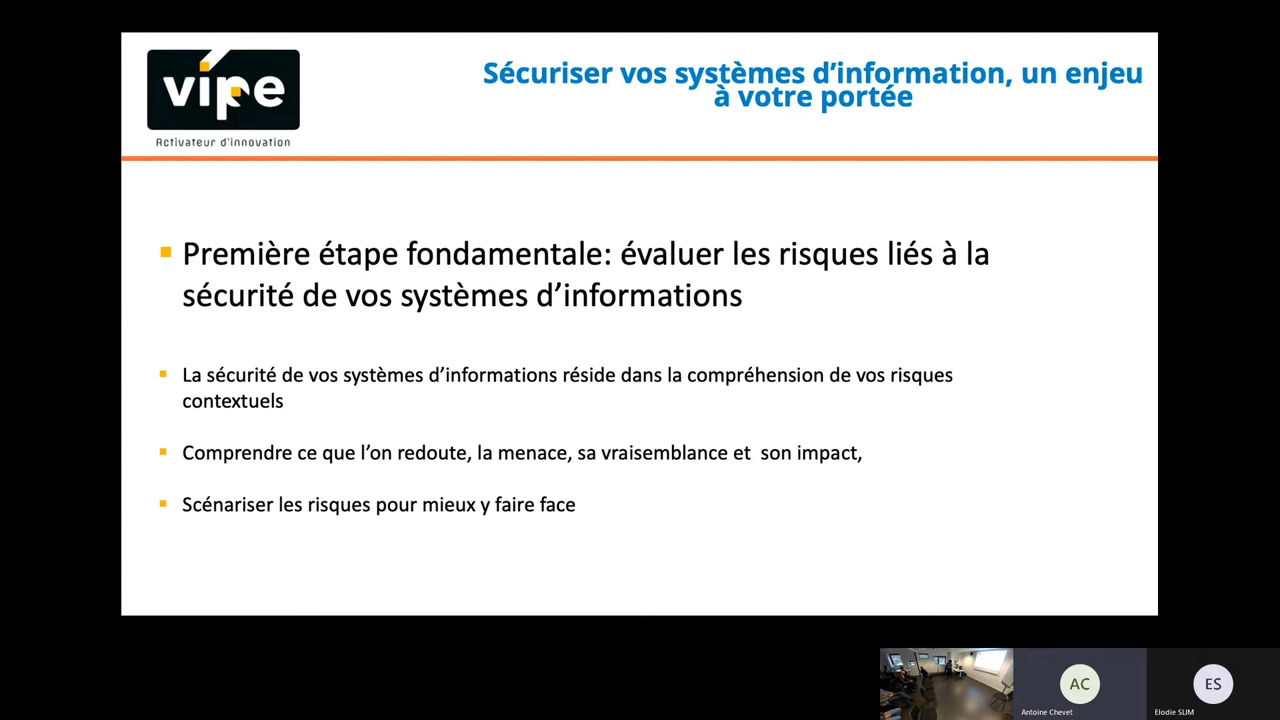 vipe
Activateur d'innovation
Sécuriser vos systèmes d'information, un enjeu
à votre portée
Première étape fondamentale: évaluer les risques liés à la
sécurité de vos systèmes d'informations
La sécurité de vos systèmes d'informations réside dans la compréhension de vos risques
contextuels
Comprendre ce que l'on redoute, la menace, sa vraisemblance et son impact,
Scénariser les risques pour mieux y faire face
AC
ES
Antoine Chevet
Elodie SLIM